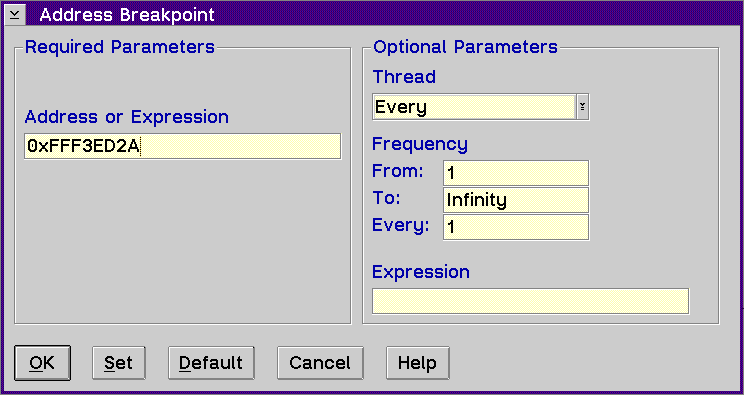 Address Breakpoint
Required Parameters
Address or Expression
0xFFF3ED2A
Optional Parameters
Thread
Every
Frequency
From: 1
To: Infinity
Every: 1
Expression
OK Set Default Cancel Help